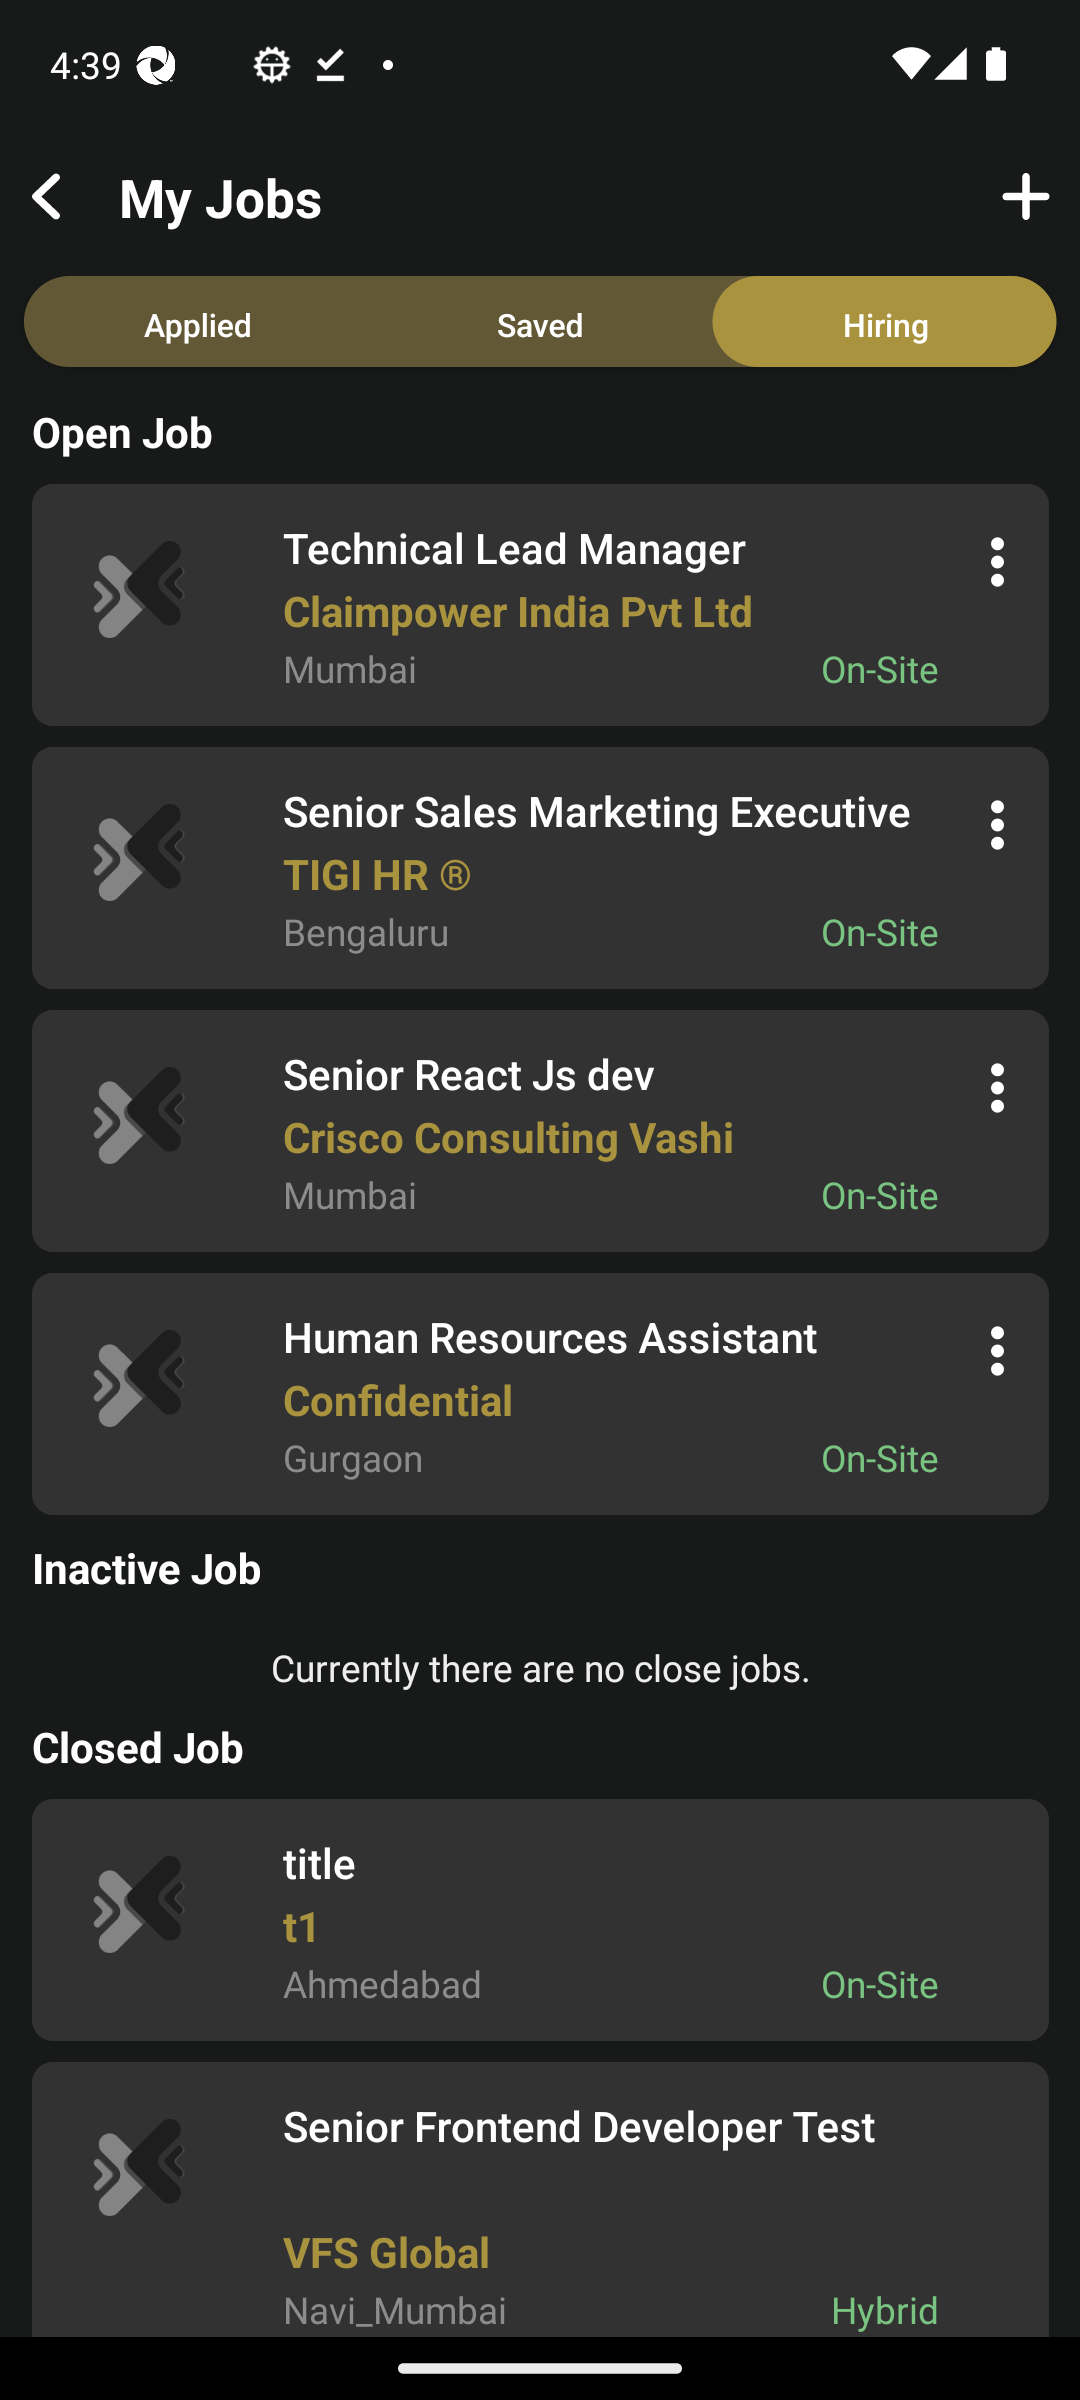 4:39
My Jobs
Applied Saved Hiring
Open Job
Technical Lead Manager
Claimpower India Pvt Ltd
Mumbai On-Site
Senior Sales Marketing Executive
TIGI HR ®
Bengaluru On-Site
Senior React Js dev
Crisco Consulting Vashi
Mumbai On-Site
Human Resources Assistant
Confidential
Gurgaon On-Site
Inactive Job
Currently there are no close jobs.
Closed Job
title
t1
Ahmedabad On-Site
Senior Frontend Developer Test
VFS Global
Navi_Mumbai Hybrid